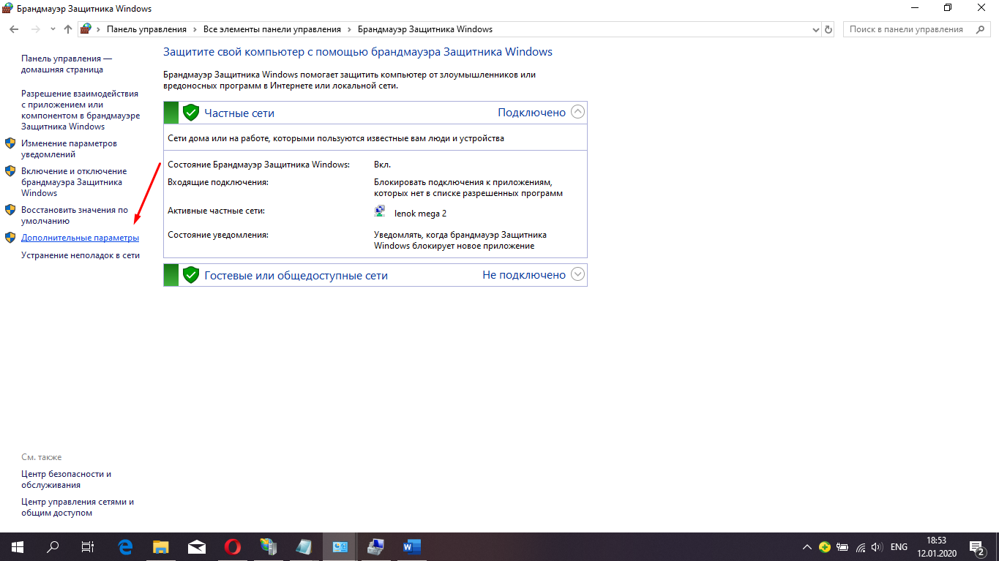 Брандмауэр Защитника Windows
Панель управления
Все элементы панели управления
Брандмауэр Защитника Windows
Поиск в панели управления
Панель управления —
домашняя страница
Разрешение взаимодействия
с приложением или
компонентом в брандмауэре
Защитника Windows
Изменение параметров
уведомлений
Включение и отключение
брандмауэра Защитника
Windows
Восстановить значения по
умолчанию
Дополнительные параметры
Устранение неполадок в сети
Защитите свой компьютер с помощью брандмауэра Защитника Windows
Брандмауэр Защитника Windows помогает защитить компьютер от злоумышленников или
вредоносных программ в Интернете или локальной сети.
Частные сети Подключено
Сети дома или на работе, которыми пользуются известные вам люди и устройства
Состояние Брандмауэр Защитника Windows: Вкл.
Входящие подключения: Блокировать подключения к приложениям,
которых нет в списке разрешенных программ
Активные частные сети: lenok mega 2
Состояние уведомления: Уведомлять, когда брандмауэр Защитника
Windows блокирует новое приложение
Гостевые или общедоступные сети Не подключено
См. также
Центр безопасности и
обслуживания
Центр управления сетями и
общим доступом
ENG
18:53
12.01.2020
2